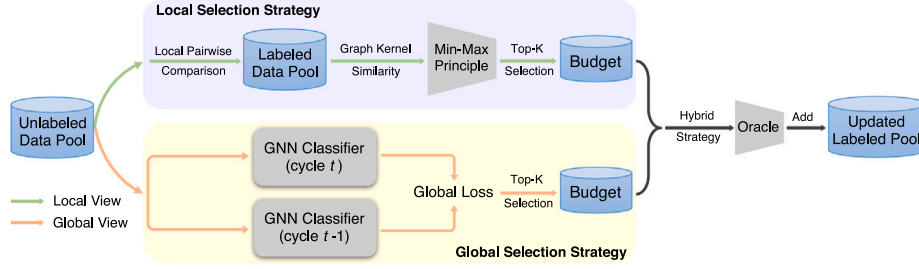 Local Selection Strategy
Local Pairwise
Comparison
Labeled
Data Pool
Graph Kernel
Similarity
Min-Max
Principle
Top-K
Selection
Budget
Unlabeled
Data Pool
Hybrid
Strategy
Oracle
Add
Updated
Labeled Pool
GNN Classifier
(cycle t )
Global Loss
Top-K
Selection
Budget
GNN Classifier
(cycle t -1)
Local View
Global View
Global Selection Strategy